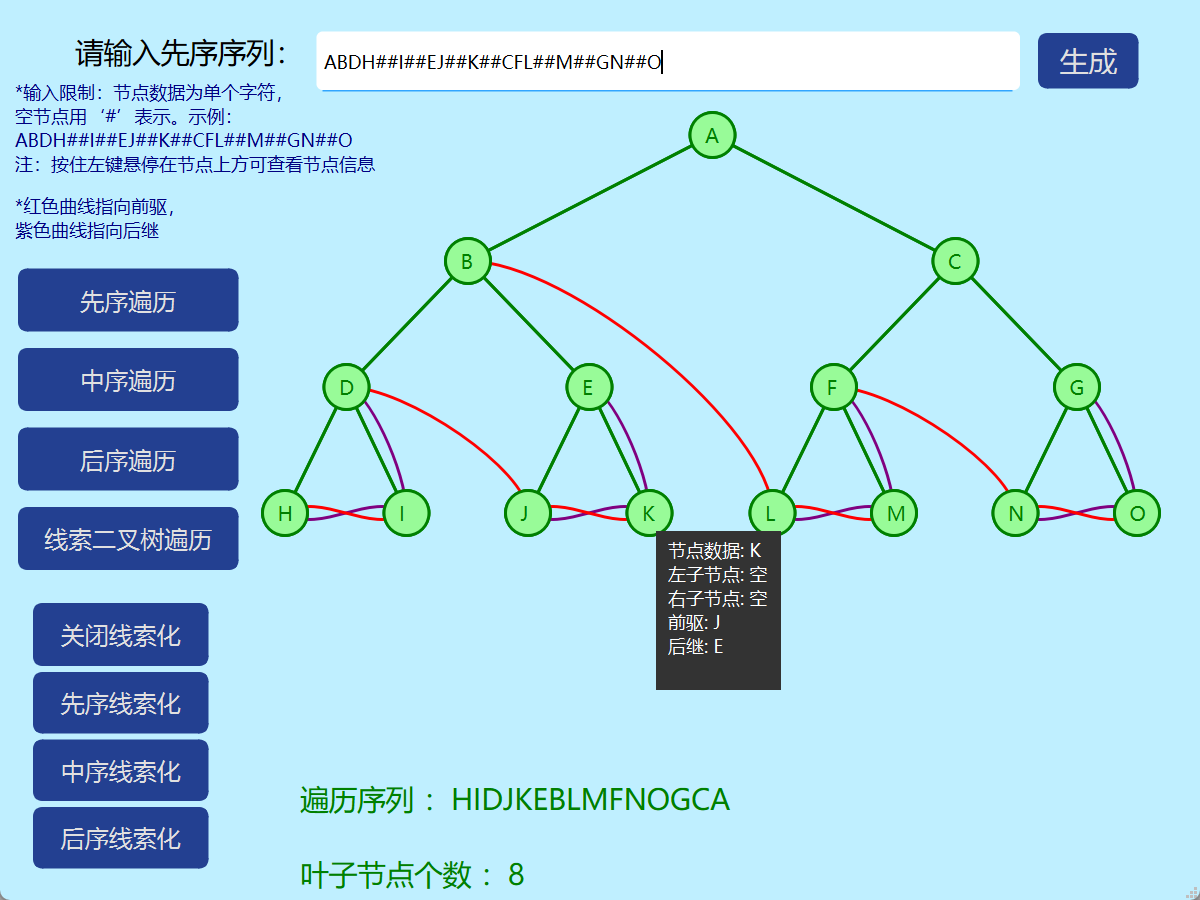 请输入先序序列：
ABDH##I##EJ##K##CFL##M##GN##O
生成
*输入限制：节点数据为单个字符，
空节点用‘#’表示。示例：
ABDH##I##EJ##K##CFL##M##GN##O
注：按住左键悬停在节点上方可查看节点信息
*红色曲线指向前驱，
紫色曲线指向后继
先序遍历
中序遍历
后序遍历
线索二叉树遍历
关闭线索化
先序线索化
中序线索化
后序线索化
A
B
C
D
E
F
G
H
I
J
K
L
M
N
O
节点数据: K
左子节点: 空
右子节点: 空
前驱: J
后继: E
遍历序列： HIDJKEBLMFNOGCA
叶子节点个数： 8